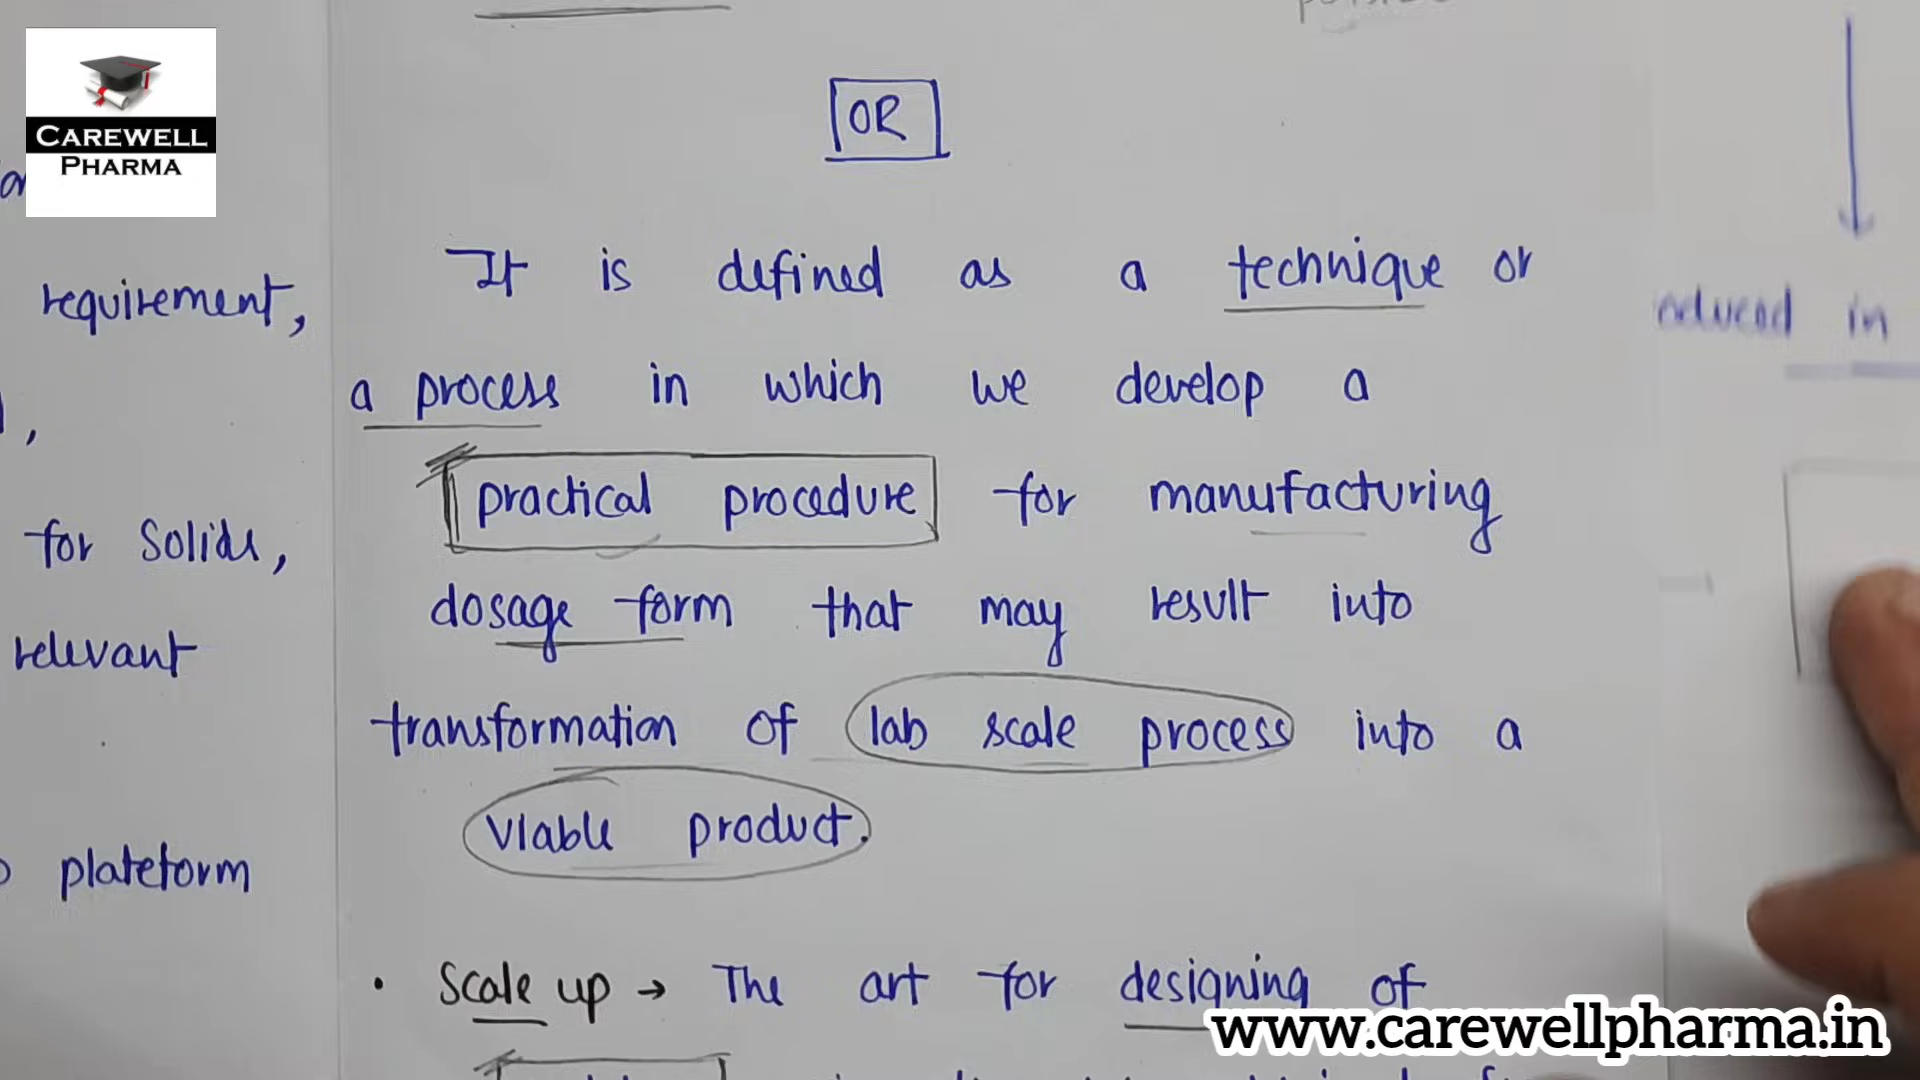 CAREWELL
PHARMA
OR
It is defined as a technique or
a process in which we develop a
practical procedure for manufacturing
dosage form that may result into
transformation of lab scale process into a
viable product.
• Scale up → The art for designing of
requirement,
,
for Solids,
relevant
plateform
in
www.carewellpharma.in